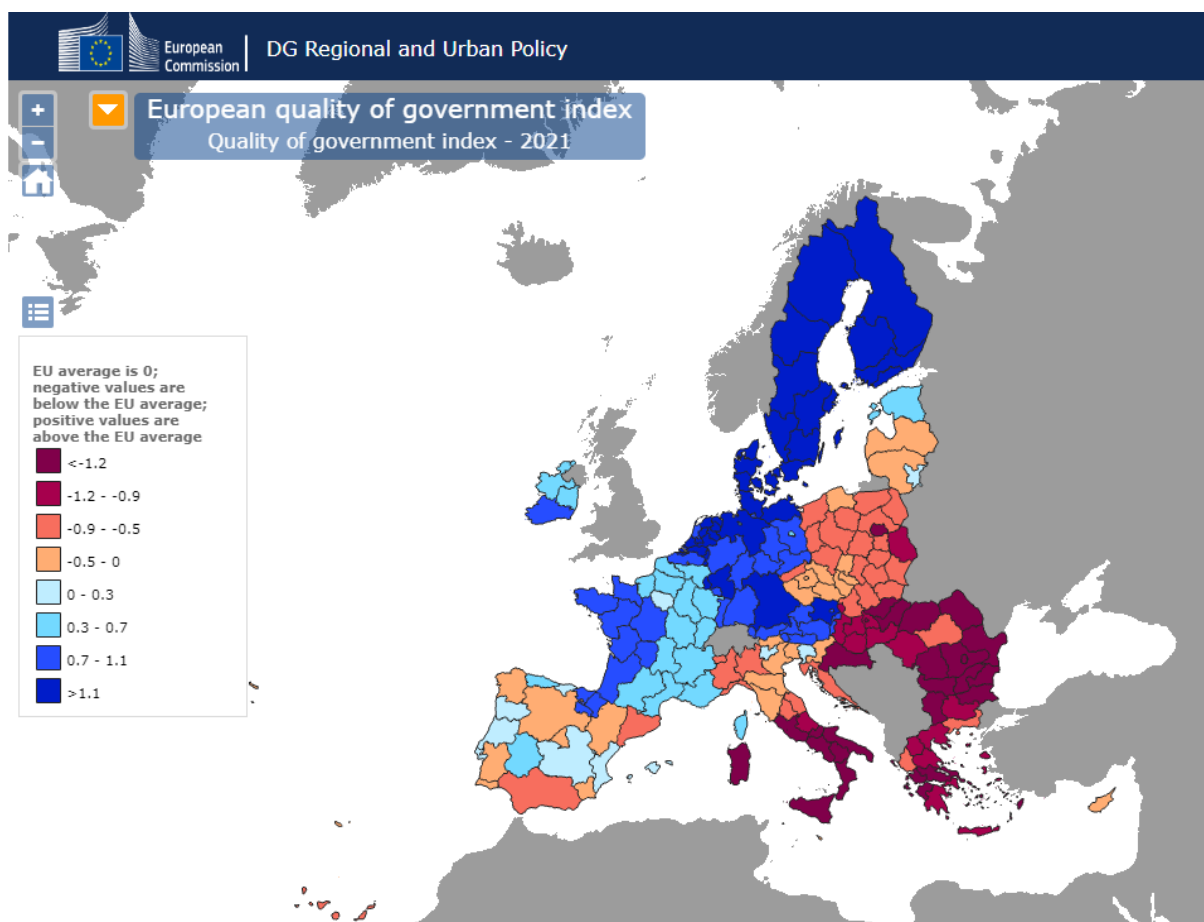 European
Commission
DG Regional and Urban Policy
+
European quality of government index
Quality of government index - 2021
-
EU average is 0;
negative values are
below the EU average;
positive values are
above the EU average
<-1.2
-1.2 - -0.9
-0.9 - -0.5
-0.5 - 0
0 - 0.3
0.3 - 0.7
0.7 - 1.1
>1.1